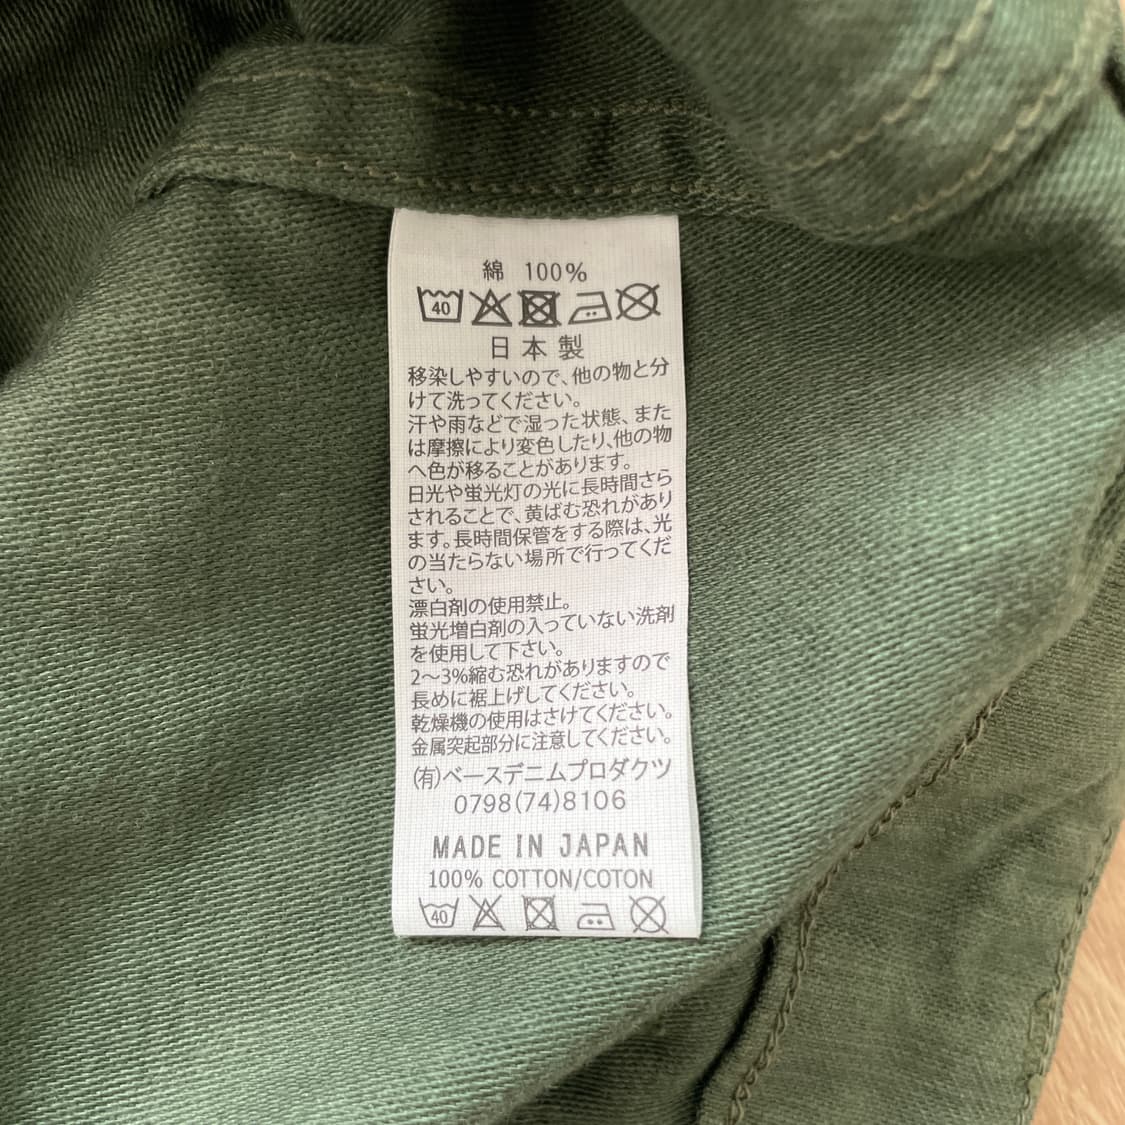 綿 100%
40
日本製
移染しやすいので、他の物と分
けて洗ってください。
汗や雨などで湿った状態、また
は摩擦により変色したり、他の物
へ色が移ることがあります。
日光や蛍光灯の光に長時間さら
されることで、黄ばむ恐れがあり
ます。長時間保管をする際は、光
の当たらない場所で行ってくだ
さい。
漂白剤の使用禁止。
蛍光増白剤の入っていない洗剤
を使用して下さい。
2～3%縮む恐れがありますので
長めに裾上げしてください。
乾燥機の使用はさけてください。
金属突起部分に注意してください。
(有)ベースデニムプロダクツ
0798(74)8106
MADE IN JAPAN
100% COTTON/COTON
40